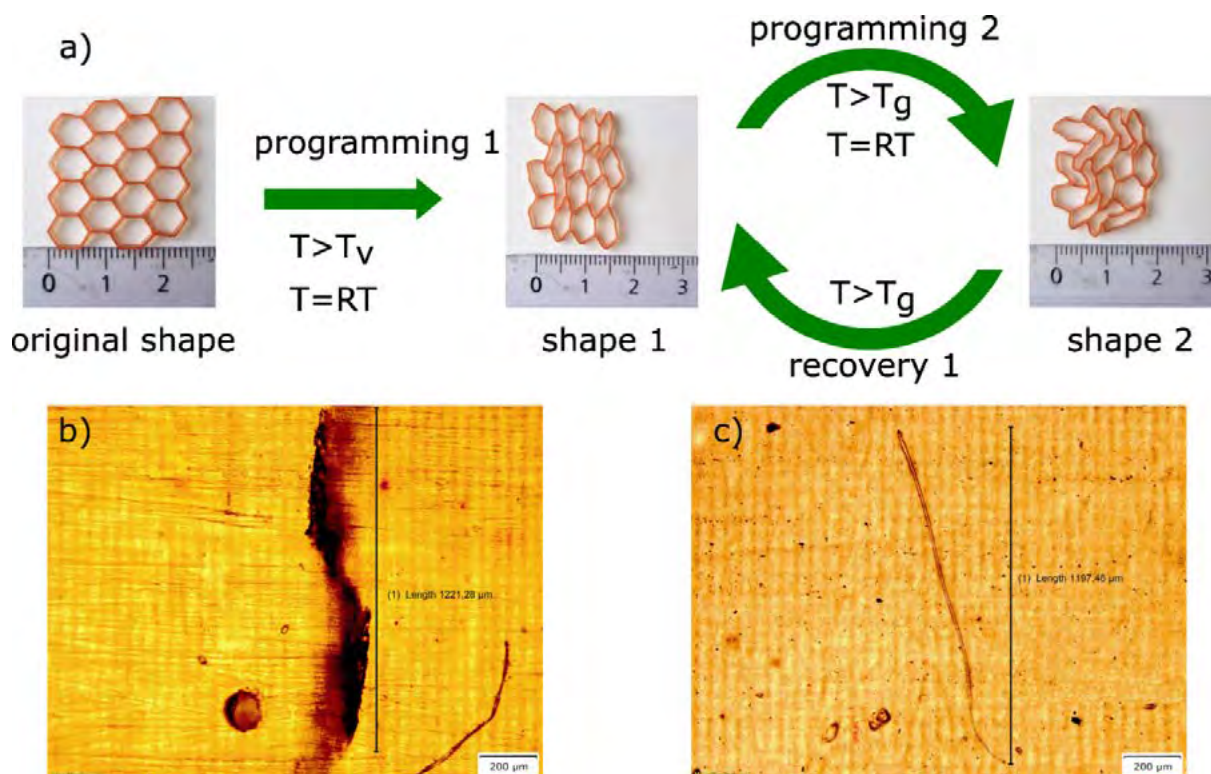 a)
programming 1
T>Tv
T=RT
programming 2
T>Tg
T=RT
T>Tg
recovery 1
0 1 2
0 1 2 3
0 1 2 3
original shape
shape 1
shape 2
b)
(1) Length 1221,28 µm
200 µm
c)
(1) Length 1197,46 µm
200 µm